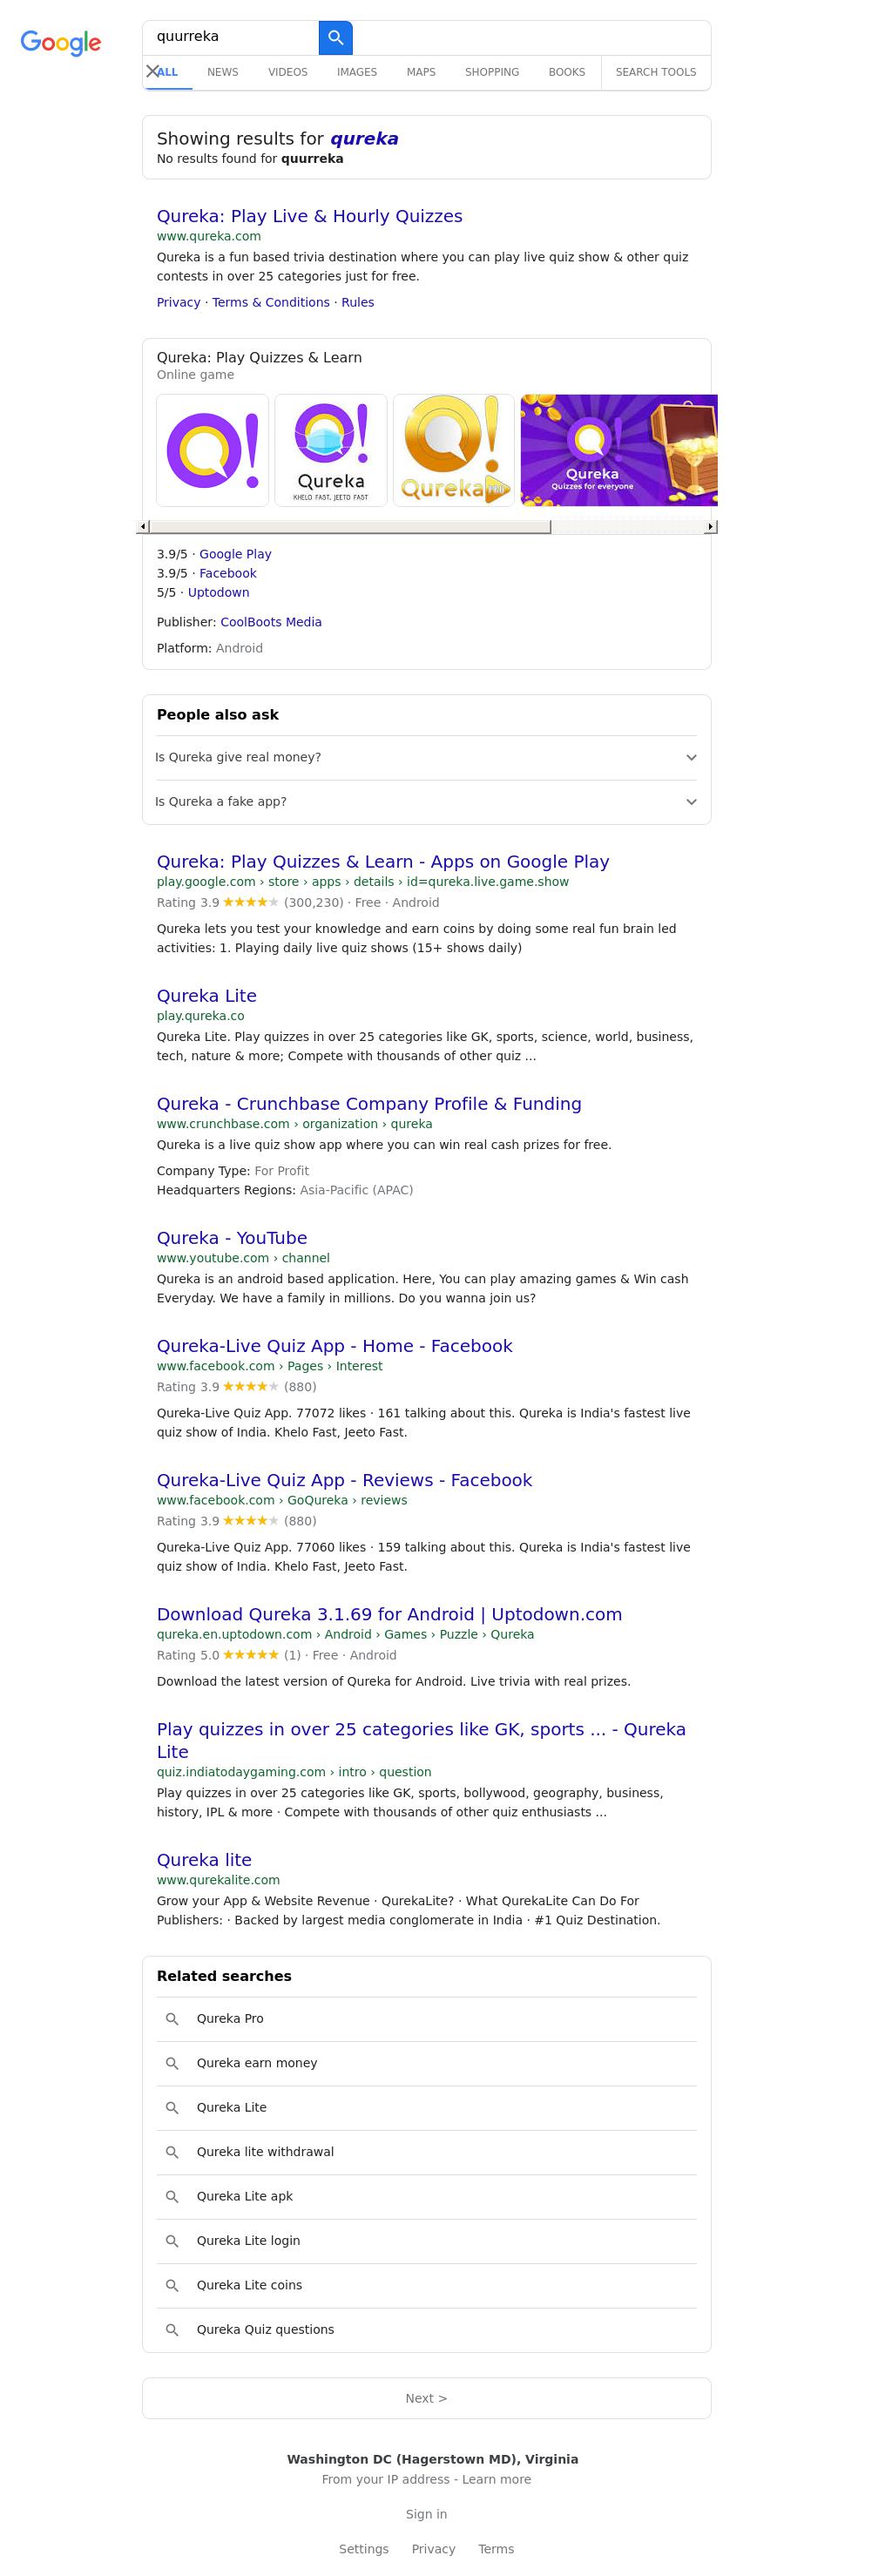 Google
quurreka
ALL NEWS VIDEOS IMAGES MAPS SHOPPING BOOKS SEARCH TOOLS
Showing results for qureka
No results found for quurreka
Qureka: Play Live & Hourly Quizzes
www.qureka.com
Qureka is a fun based trivia destination where you can play live quiz show & other quiz
contests in over 25 categories just for free.
Privacy · Terms & Conditions · Rules
Qureka: Play Quizzes & Learn
Online game
Qureka
KHELO FAST, JEETO FAST
Qureka
PRO
Qureka
Quizzes for everyone
3.9/5 · Google Play
3.9/5 · Facebook
5/5 · Uptodown
Publisher: CoolBoots Media
Platform: Android
People also ask
Is Qureka give real money?
Is Qureka a fake app?
Qureka: Play Quizzes & Learn - Apps on Google Play
play.google.com › store › apps › details › id=qureka.live.game.show
Rating 3.9 ★★★★★ (300,230) · Free · Android
Qureka lets you test your knowledge and earn coins by doing some real fun brain led
activities: 1. Playing daily live quiz shows (15+ shows daily)
Qureka Lite
play.qureka.co
Qureka Lite. Play quizzes in over 25 categories like GK, sports, science, world, business,
tech, nature & more; Compete with thousands of other quiz ...
Qureka - Crunchbase Company Profile & Funding
www.crunchbase.com › organization › qureka
Qureka is a live quiz show app where you can win real cash prizes for free.
Company Type: For Profit
Headquarters Regions: Asia-Pacific (APAC)
Qureka - YouTube
www.youtube.com › channel
Qureka is an android based application. Here, You can play amazing games & Win cash
Everyday. We have a family in millions. Do you wanna join us?
Qureka-Live Quiz App - Home - Facebook
www.facebook.com › Pages › Interest
Rating 3.9 ★★★★★ (880)
Qureka-Live Quiz App. 77072 likes · 161 talking about this. Qureka is India's fastest live
quiz show of India. Khelo Fast, Jeeto Fast.
Qureka-Live Quiz App - Reviews - Facebook
www.facebook.com › GoQureka › reviews
Rating 3.9 ★★★★★ (880)
Qureka-Live Quiz App. 77060 likes · 159 talking about this. Qureka is India's fastest live
quiz show of India. Khelo Fast, Jeeto Fast.
Download Qureka 3.1.69 for Android | Uptodown.com
qureka.en.uptodown.com › Android › Games › Puzzle › Qureka
Rating 5.0 ★★★★★ (1) · Free · Android
Download the latest version of Qureka for Android. Live trivia with real prizes.
Play quizzes in over 25 categories like GK, sports ... - Qureka
Lite
quiz.indiatodaygaming.com › intro › question
Play quizzes in over 25 categories like GK, sports, bollywood, geography, business,
history, IPL & more · Compete with thousands of other quiz enthusiasts ...
Qureka lite
www.qurekalite.com
Grow your App & Website Revenue · QurekaLite? · What QurekaLite Can Do For
Publishers: · Backed by largest media conglomerate in India · #1 Quiz Destination.
Related searches
Qureka Pro
Qureka earn money
Qureka Lite
Qureka lite withdrawal
Qureka Lite apk
Qureka Lite login
Qureka Lite coins
Qureka Quiz questions
Next >
Washington DC (Hagerstown MD), Virginia
From your IP address - Learn more
Sign in
Settings Privacy Terms